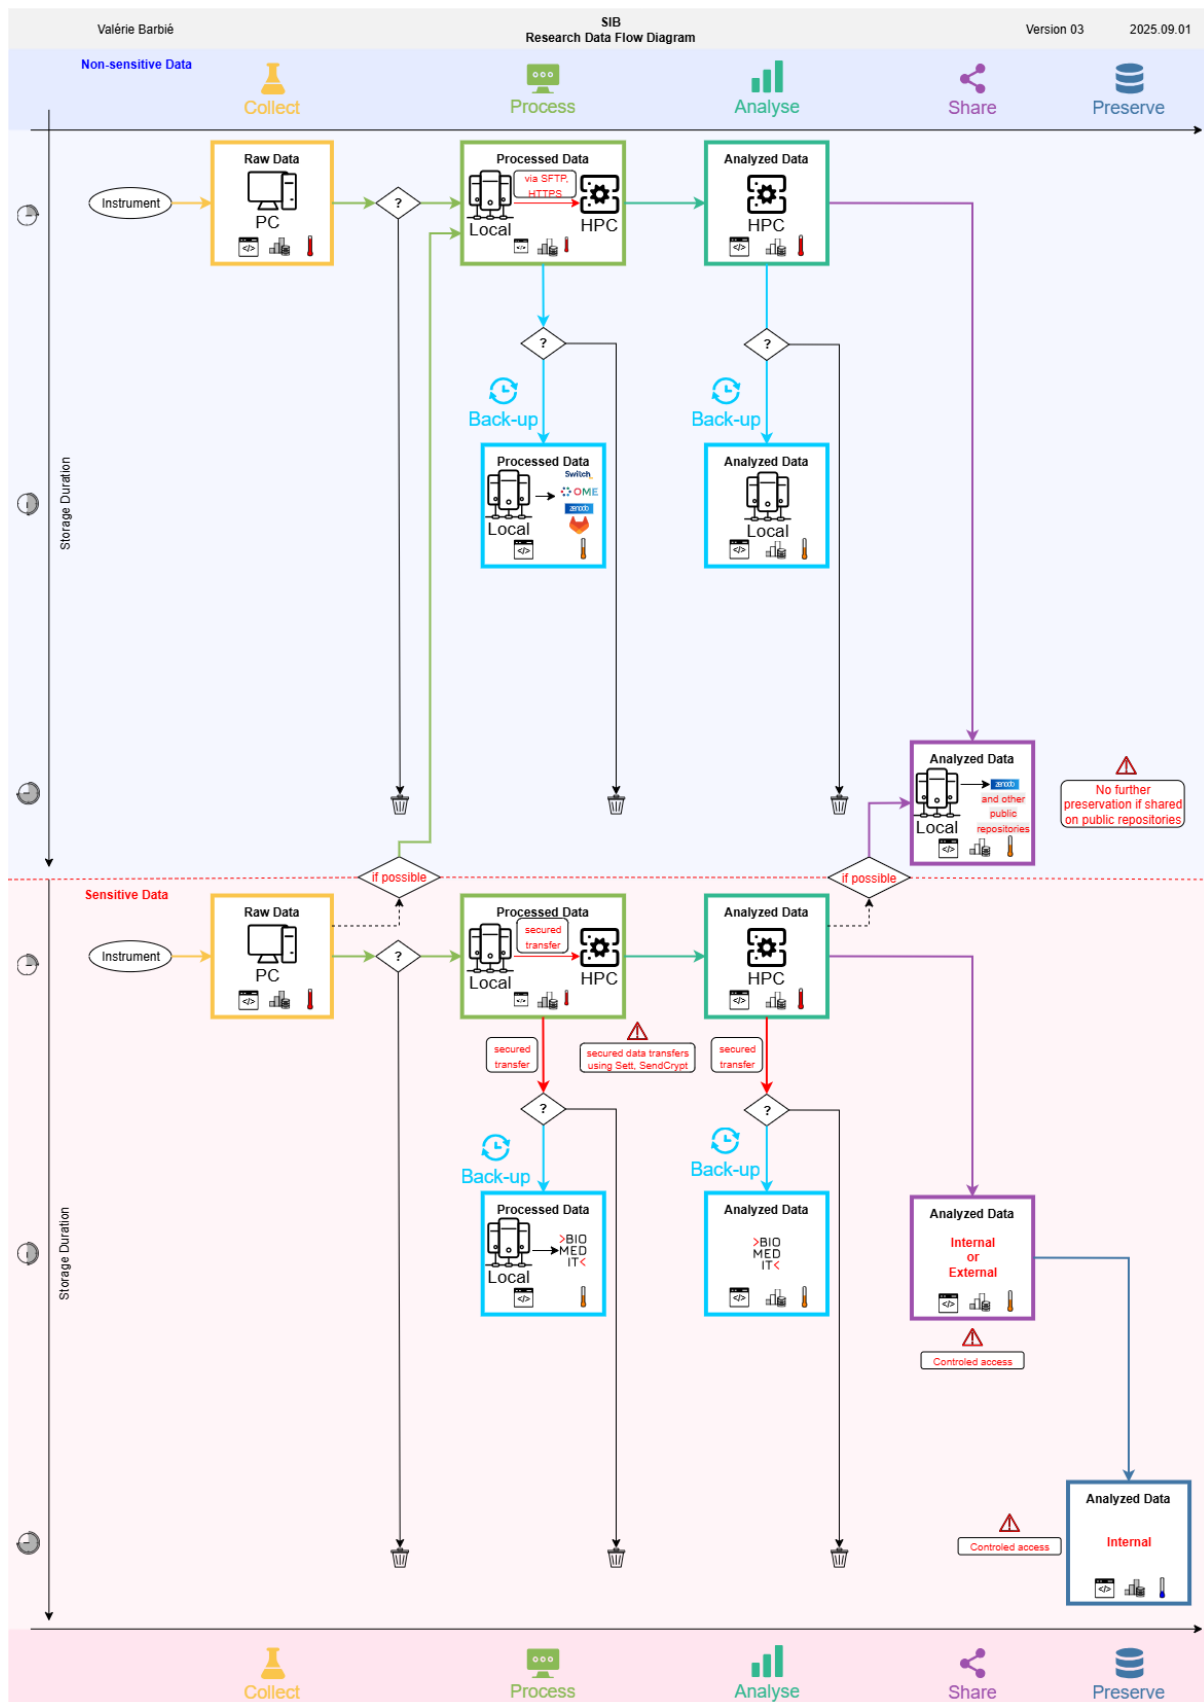 Valérie Barbié
SIB
Research Data Flow Diagram
Version 03
2025.09.01
Non-sensitive Data
Collect
Process
Analyse
Share
Preserve
Storage Duration
Instrument
Raw Data
PC
?
Processed Data
via SFTP,
HTTPS
Local
HPC
Analyzed Data
HPC
?
?
Back-up
Back-up
Processed Data
Switch
OME
zenodo
Local
Analyzed Data
Local
Analyzed Data
zenodo
and other
public
repositories
Local
No further
preservation if shared
on public repositories
if possible
if possible
Sensitive Data
Storage Duration
Instrument
Raw Data
PC
?
Processed Data
secured
transfer
Local
HPC
Analyzed Data
HPC
secured
transfer
secured data transfers
using Sett, SendCrypt
secured
transfer
?
?
Back-up
Back-up
Processed Data
>BIO
MED
IT<
Local
Analyzed Data
>BIO
MED
IT<
Analyzed Data
Internal
or
External
Controled access
Analyzed Data
Internal
Controled access
Collect
Process
Analyse
Share
Preserve